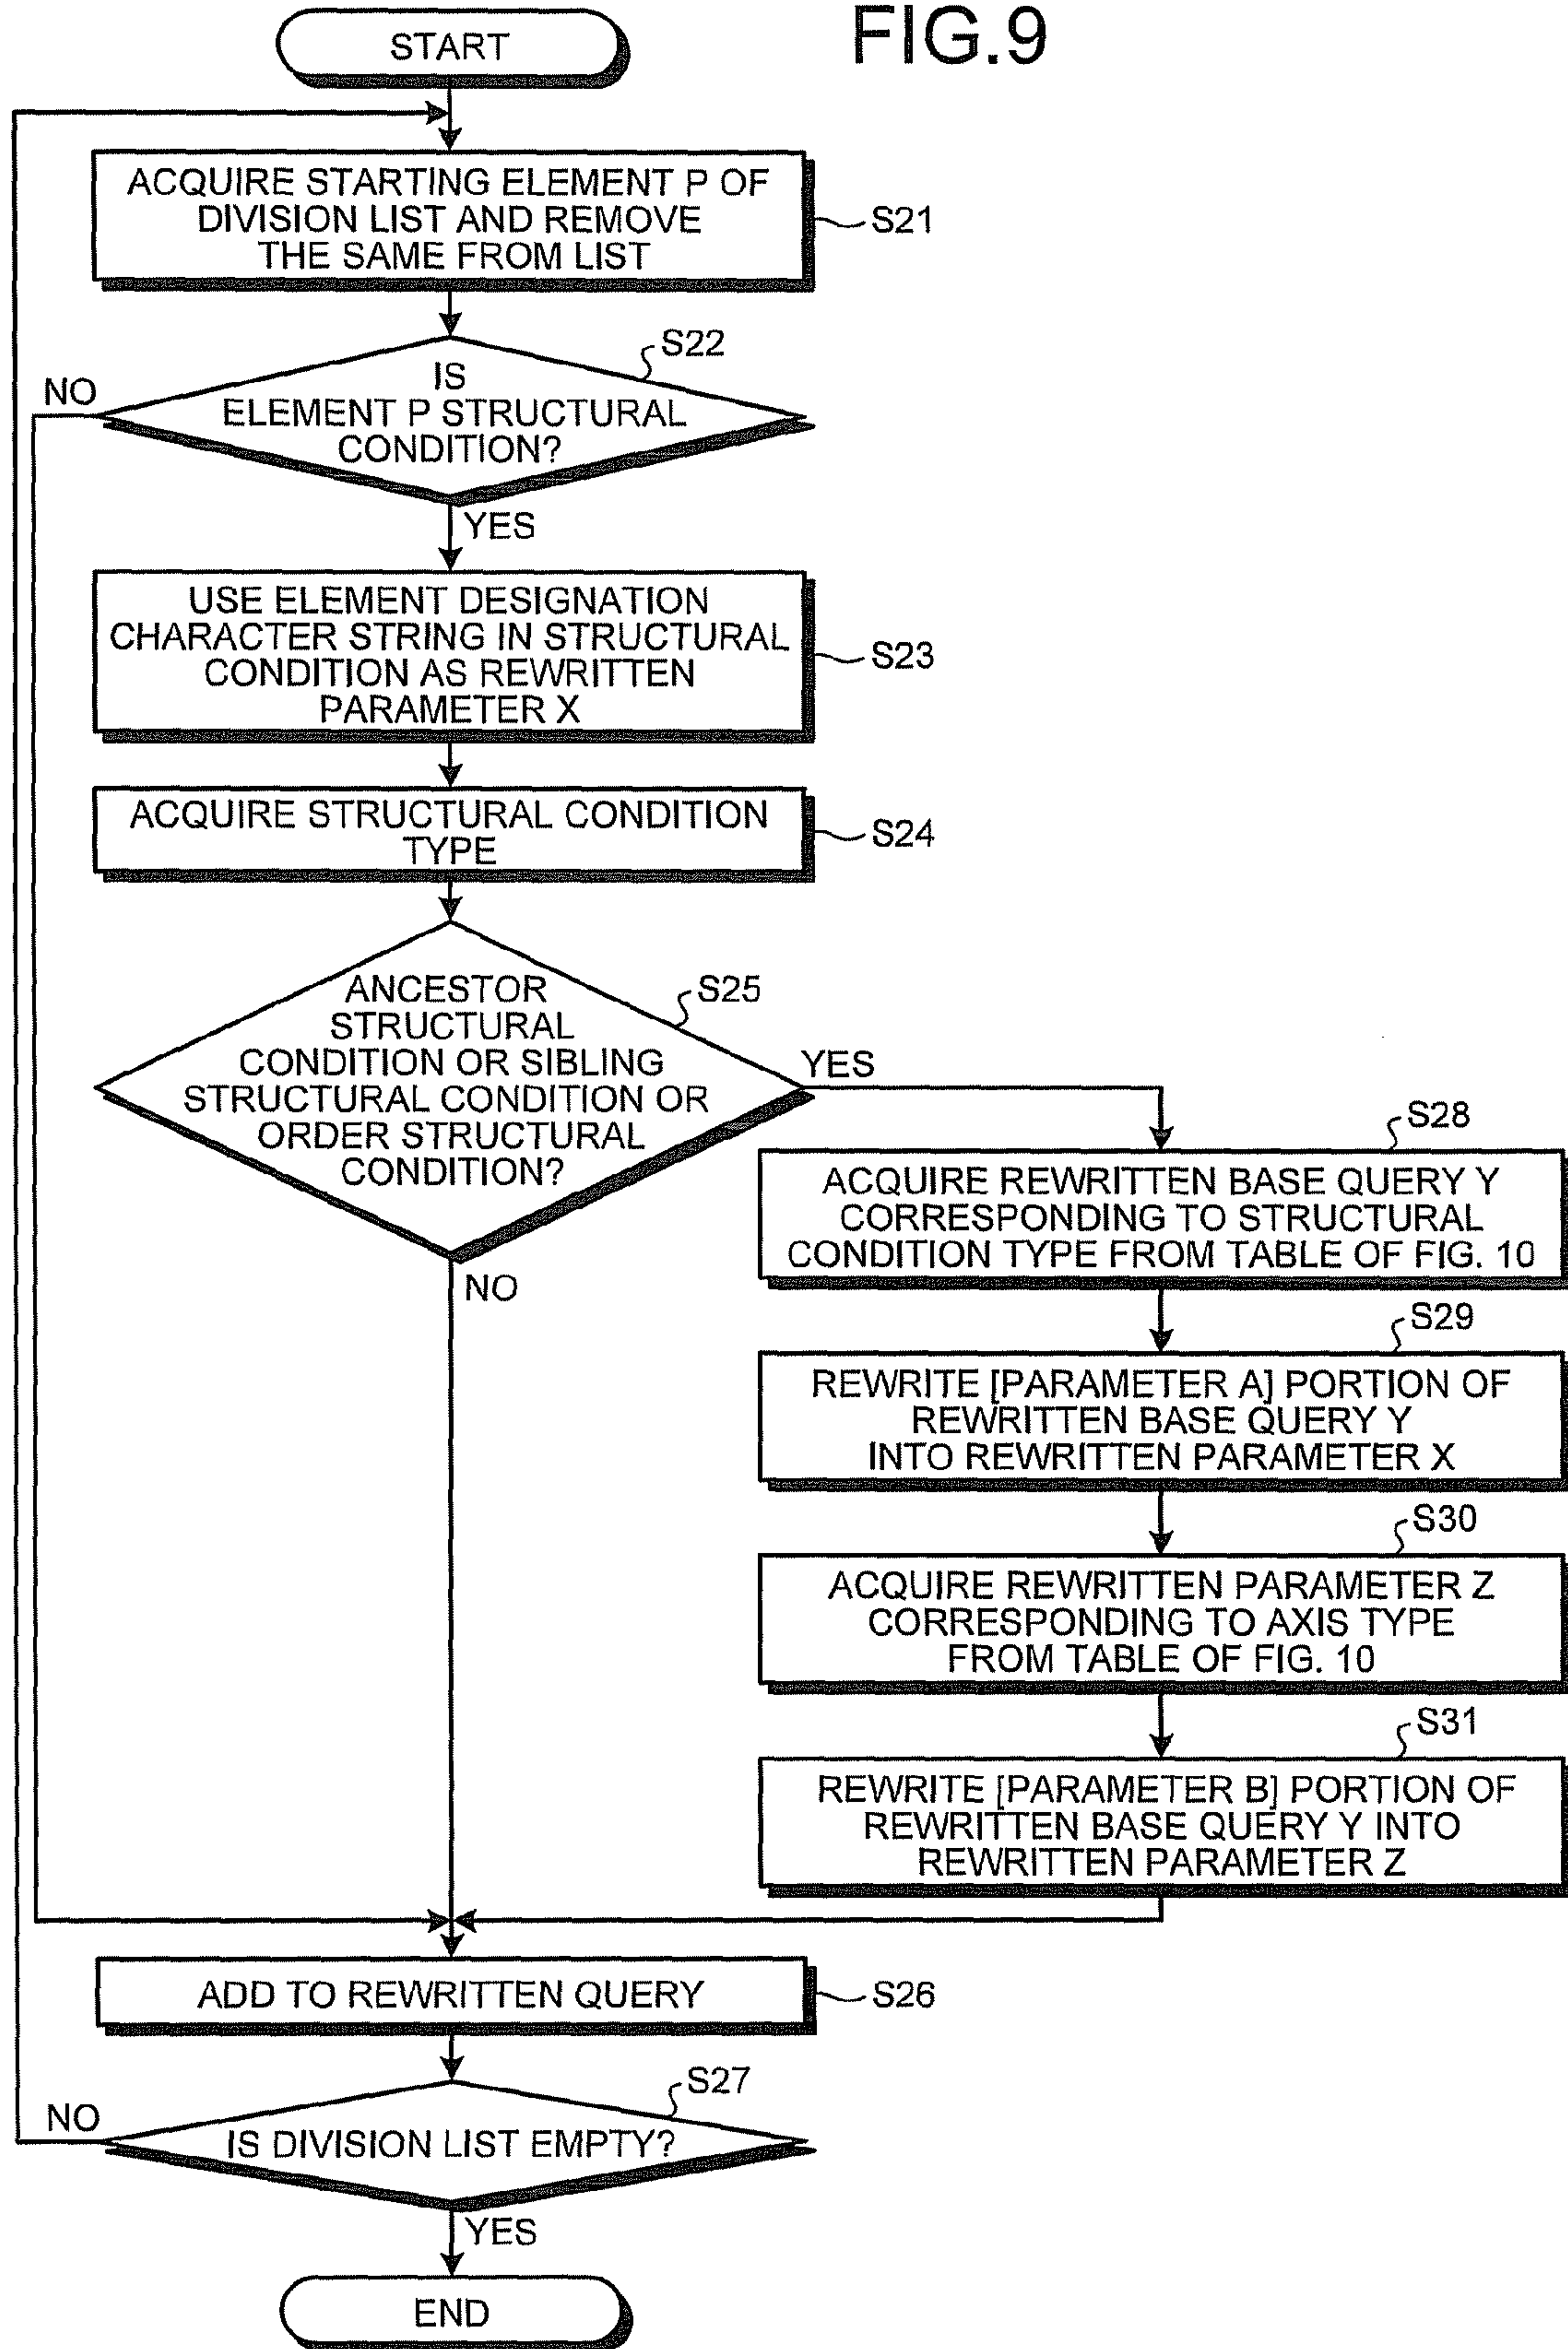 FIG.9
START
ACQUIRE STARTING ELEMENT P OF
DIVISION LIST AND REMOVE
THE SAME FROM LIST
S21
S22
IS
ELEMENT P STRUCTURAL
CONDITION?
NO
YES
USE ELEMENT DESIGNATION
CHARACTER STRING IN STRUCTURAL
CONDITION AS REWRITTEN
PARAMETER X
S23
ACQUIRE STRUCTURAL CONDITION
TYPE
S24
S25
ANCESTOR
STRUCTURAL
CONDITION OR SIBLING
STRUCTURAL CONDITION OR
ORDER STRUCTURAL
CONDITION?
YES
NO
S28
ACQUIRE REWRITTEN BASE QUERY Y
CORRESPONDING TO STRUCTURAL
CONDITION TYPE FROM TABLE OF FIG. 10
S29
REWRITE [PARAMETER A] PORTION OF
REWRITTEN BASE QUERY Y
INTO REWRITTEN PARAMETER X
S30
ACQUIRE REWRITTEN PARAMETER Z
CORRESPONDING TO AXIS TYPE
FROM TABLE OF FIG. 10
S31
REWRITE [PARAMETER B] PORTION OF
REWRITTEN BASE QUERY Y INTO
REWRITTEN PARAMETER Z
ADD TO REWRITTEN QUERY
S26
S27
NO
IS DIVISION LIST EMPTY?
YES
END